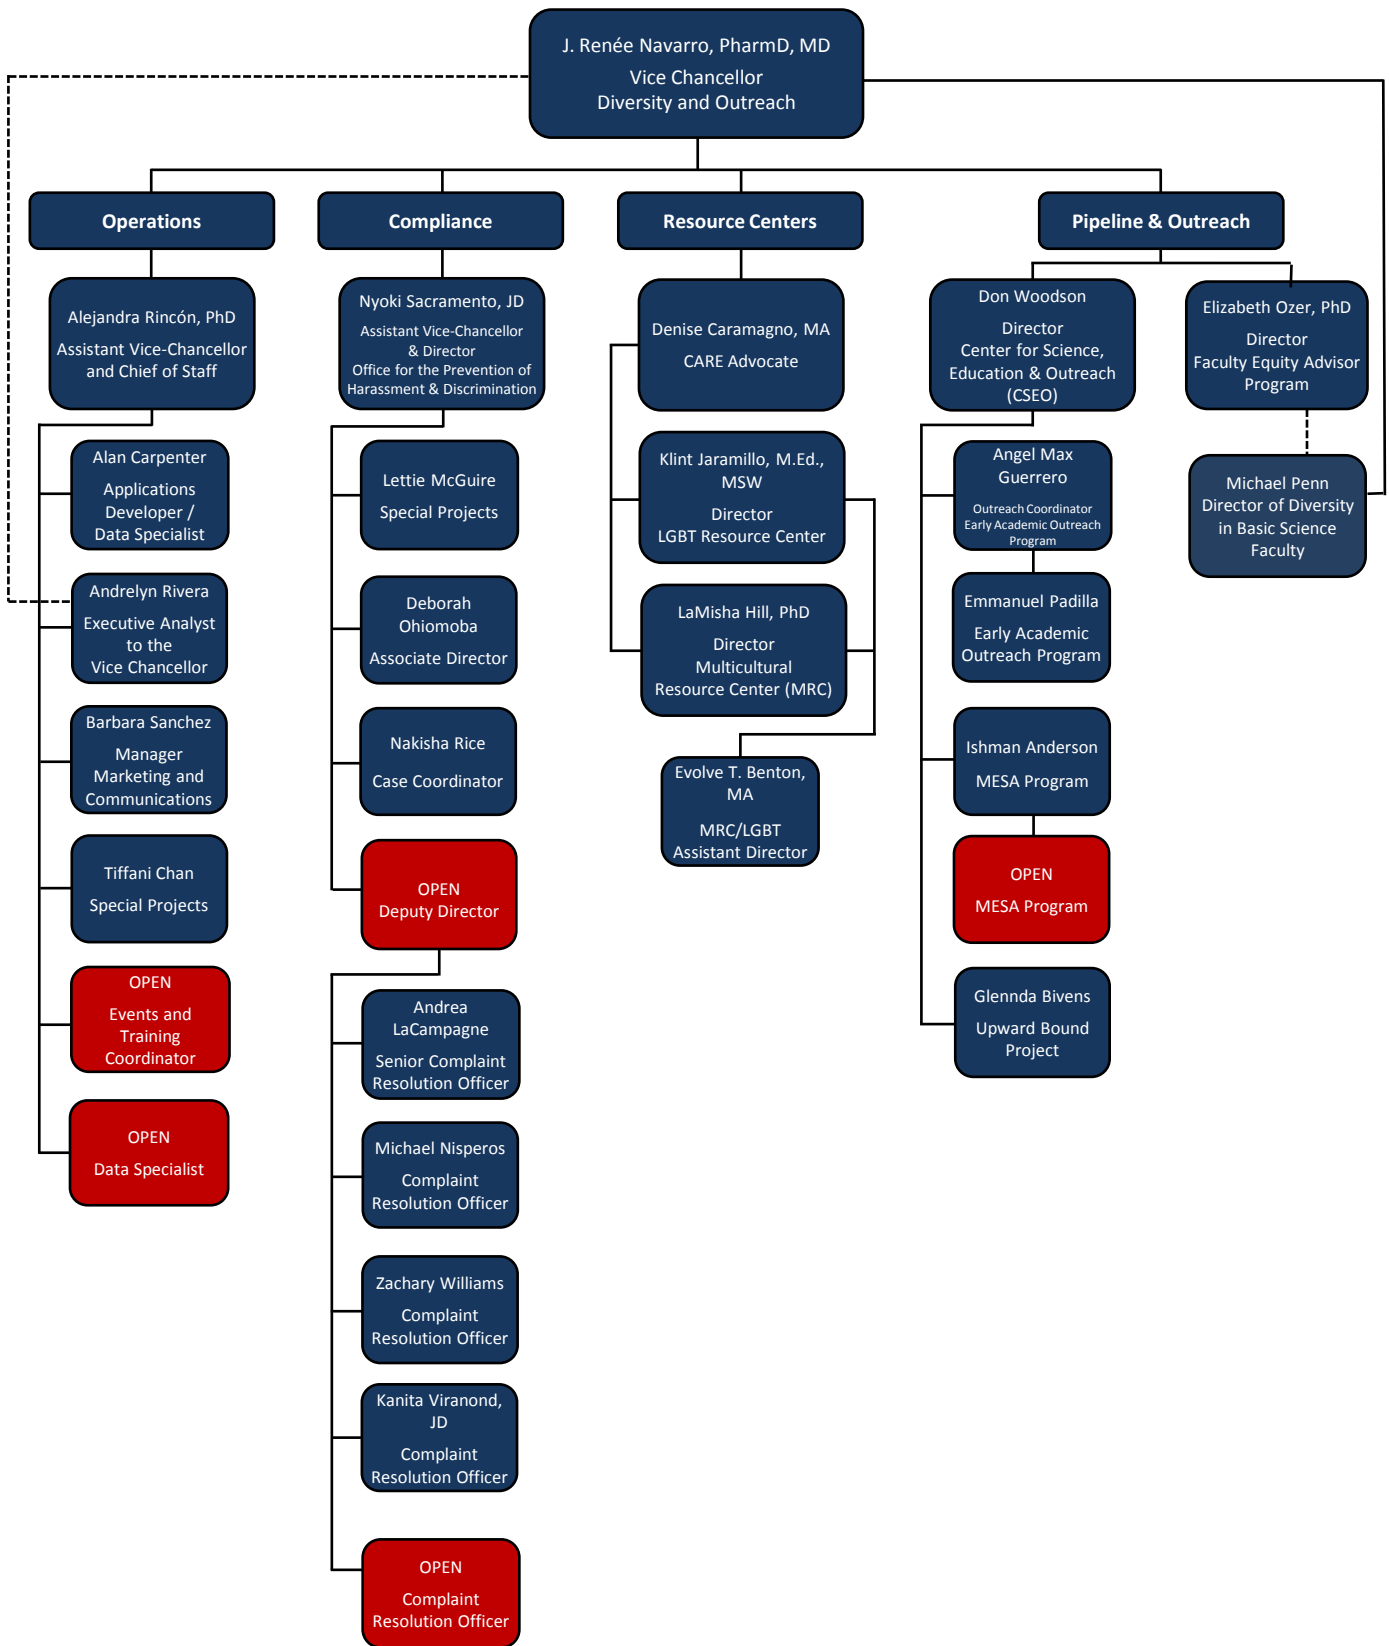 J. Renée Navarro, PharmD, MD
Vice Chancellor
Diversity and Outreach
Operations
Alejandra Rincón, PhD
Assistant Vice-Chancellor
and Chief of Staff
Alan Carpenter
Applications
Developer /
Data Specialist
Andrelyn Rivera
Executive Analyst
to the
Vice Chancellor
Barbara Sanchez
Manager
Marketing and
Communications
Tiffani Chan
Special Projects
OPEN
Events and
Training
Coordinator
OPEN
Data Specialist
Compliance
Nyoki Sacramento, JD
Assistant Vice-Chancellor
& Director
Office for the Prevention of
Harassment & Discrimination
Lettie McGuire
Special Projects
Deborah
Ohiomoba
Associate Director
Nakisha Rice
Case Coordinator
OPEN
Deputy Director
Andrea
LaCampagne
Senior Complaint
Resolution Officer
Michael Nisperos
Complaint
Resolution Officer
Zachary Williams
Complaint
Resolution Officer
Kanita Viranond,
JD
Complaint
Resolution Officer
OPEN
Complaint
Resolution Officer
Resource Centers
Denise Caramagno, MA
CARE Advocate
Klint Jaramillo, M.Ed.,
MSW
Director
LGBT Resource Center
LaMisha Hill, PhD
Director
Multicultural
Resource Center (MRC)
Evolve T. Benton,
MA
MRC/LGBT
Assistant Director
Pipeline & Outreach
Don Woodson
Director
Center for Science,
Education & Outreach
(CSEO)
Angel Max
Guerrero
Outreach Coordinator
Early Academic Outreach
Program
Emmanuel Padilla
Early Academic
Outreach Program
Ishman Anderson
MESA Program
OPEN
MESA Program
Glennda Bivens
Upward Bound
Project
Elizabeth Ozer, PhD
Director
Faculty Equity Advisor
Program
Michael Penn
Director of Diversity
in Basic Science
Faculty